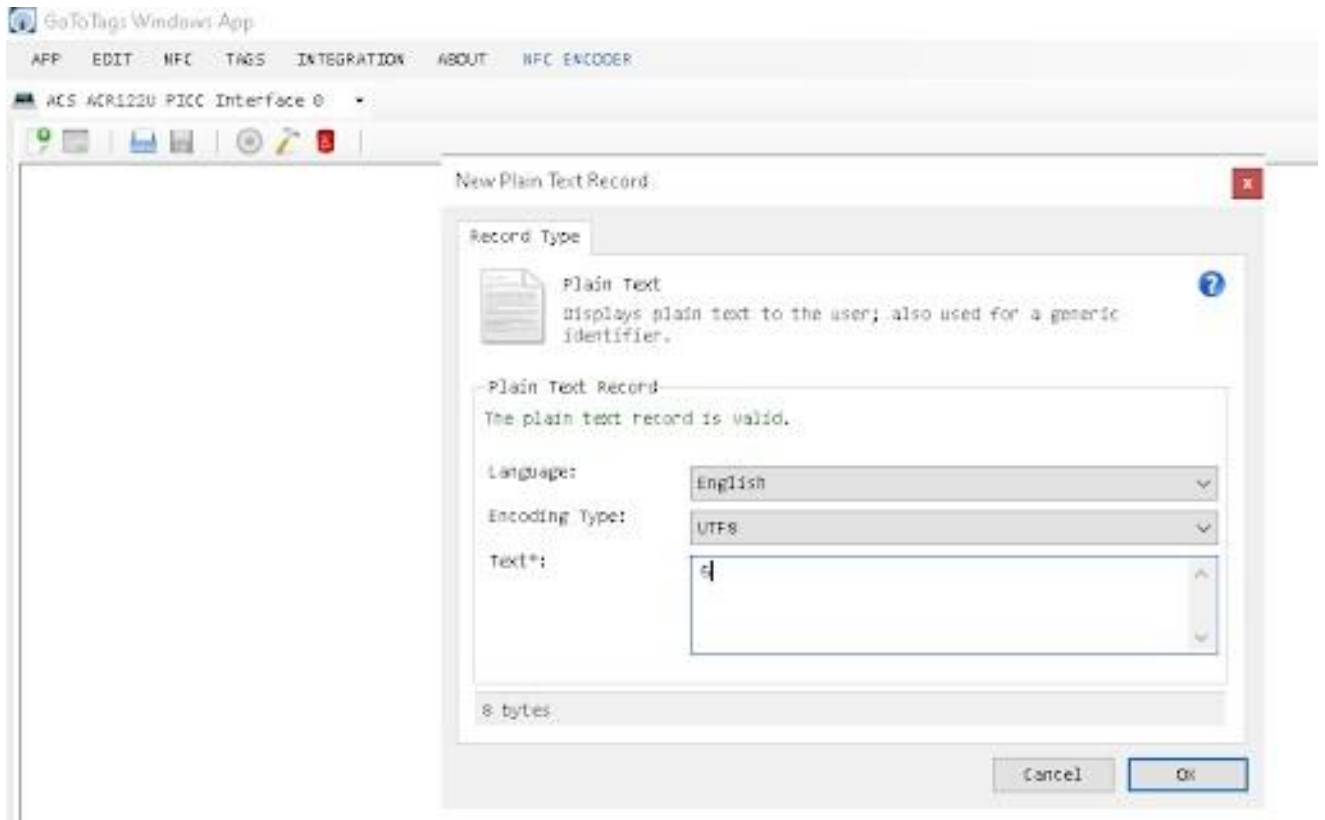 GoToTags Windows App
APP EDIT NFC TAGS INTEGRATION ABOUT NFC ENCODER
ACS ACR122U PICC Interface 0
New Plain Text Record
x
Record Type
Plain Text
Displays plain text to the user; also used for a generic
identifier.
?
Plain Text Record
The plain text record is valid.
Language: English
Encoding Type: UTF8
Text*:
8 bytes
Cancel OK